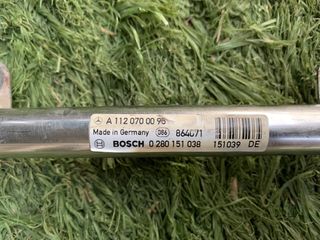 A 112 070 00 95
Made in Germany 086 864071
BOSCH 0 280 151 038 151039 DE